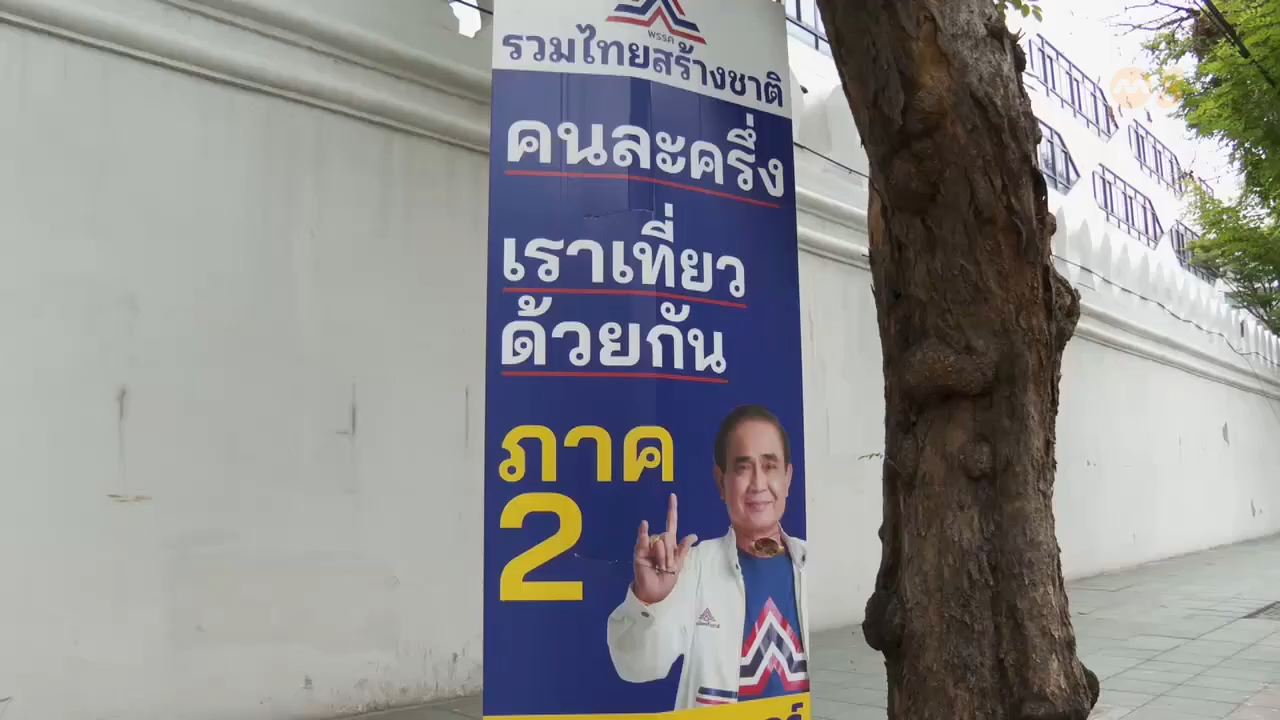 พรรค
รวมไทยสร้างชาติ
คนละครึ่ง
เราเที่ยว
ด้วยกัน
ภาค
2